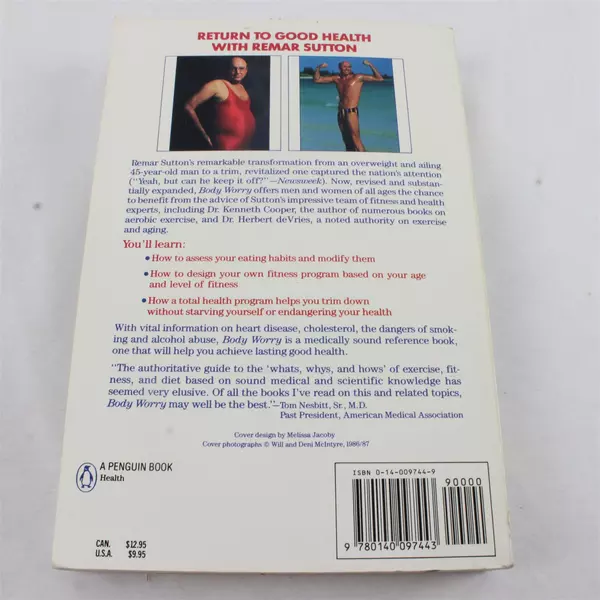 RETURN TO GOOD HEALTH
WITH REMAR SUTTON
Remar Sutton's remarkable transformation from an overweight and ailing
45-year-old man to a trim, revitalized one captured the nation's attention
("Yeah, but can he keep it off?"—Newsweek). Now, revised and substan-
tially expanded, Body Worry offers men and women of all ages the chance
to benefit from the advice of Sutton's impressive team of fitness and health
experts, including Dr. Kenneth Cooper, the author of numerous books on
aerobic exercise, and Dr. Herbert deVries, a noted authority on exercise
and aging.
You'll learn:
• How to assess your eating habits and modify them
• How to design your own fitness program based on your age
and level of fitness
• How a total health program helps you trim down
without starving yourself or endangering your health
With vital information on heart disease, cholesterol, the dangers of smok-
ing and alcohol abuse, Body Worry is a medically sound reference book,
one that will help you achieve lasting good health.
"The authoritative guide to the 'whats, whys, and hows' of exercise, fit-
ness, and diet based on sound medical and scientific knowledge has
seemed very elusive. Of all the books I've read on this and related topics,
Body Worry may well be the best."—Tom Nesbitt, Sr., M.D.
Past President, American Medical Association
Cover design by Melissa Jacoby
Cover photographs © Will and Deni McIntyre, 1986/87
A PENGUIN BOOK
Health
CAN. $12.95
U.S.A. $9.95
ISBN 0-14-009744-9
90000
9 780140 097443